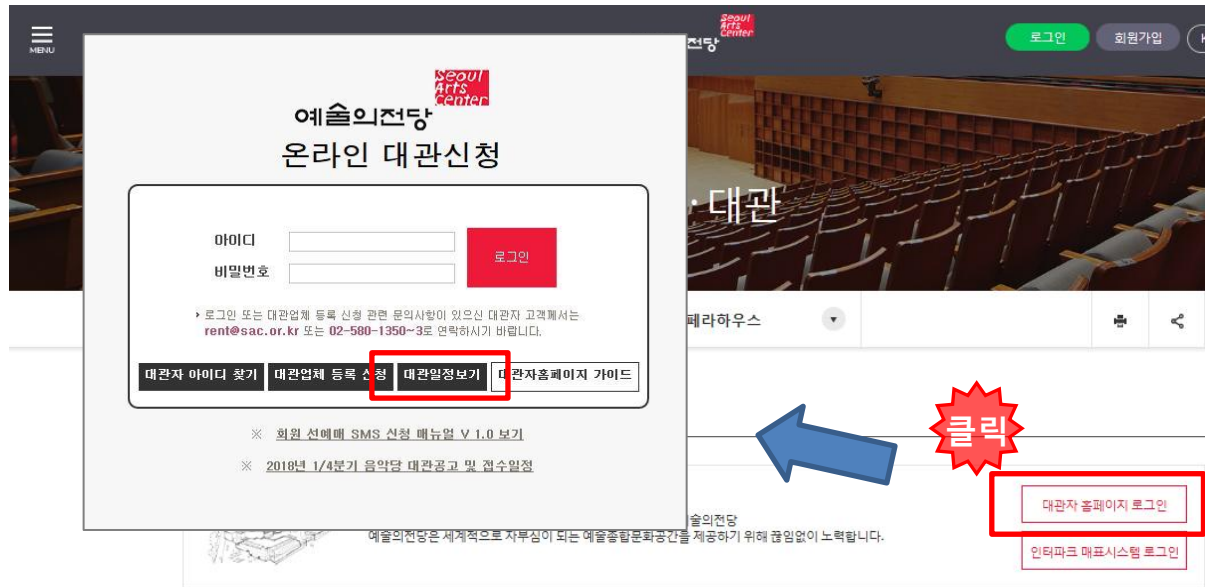 MENU
Seoul
Arts
Center
전당
로그인
회원가입
Seoul
Arts
Center
예술의전당
온라인 대관신청
· 대관
아이디
비밀번호
로그인
▸ 로그인 또는 대관업체 등록 신청 관련 문의사항이 있으신 대관자 고객께서는
rent@sac.or.kr 또는 02-580-1350~3로 연락하시기 바랍니다.
페라하우스
대관자 아이디 찾기 대관업체 등록 신청 대관일정보기 대관자홈페이지 가이드
※ 회원 선예매 SMS 신청 매뉴얼 V 1.0 보기
※ 2018년 1/4분기 음악당 대관공고 및 접수일정
클릭
대관자 홈페이지 로그인
술의전당
예술의전당은 세계적으로 자부심이 되는 예술종합문화공간를 제공하기 위해 끊임없이 노력합니다.
인터파크 매표시스템 로그인